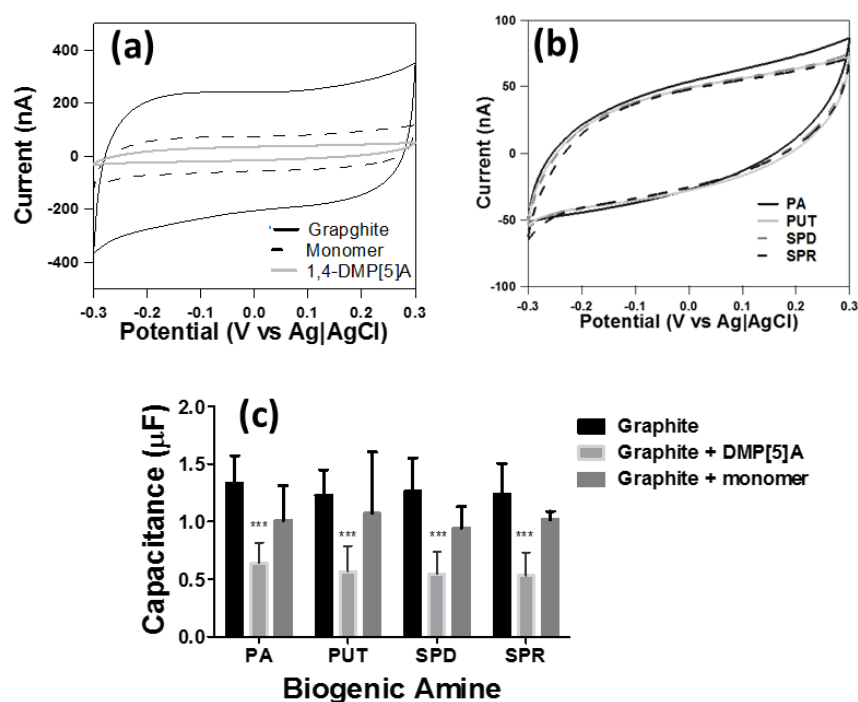 (a)
400
200
0
-200
-400
Current (nA)
Grapghite
Monomer
1,4-DMP[5]A
-0.3 -0.2 -0.1 0.0 0.1 0.2 0.3
Potential (V vs Ag|AgCl)
(b)
100
50
0
-50
-100
Current (nA)
PA
PUT
SPD
SPR
-0.3 -0.2 -0.1 0.0 0.1 0.2 0.3
Potential (V vs Ag|AgCl)
(c)
2.0
1.5
1.0
0.5
0.0
Capacitance (μF)
*** *** *** ***
PA PUT SPD SPR
Biogenic Amine
Graphite
Graphite + DMP[5]A
Graphite + monomer